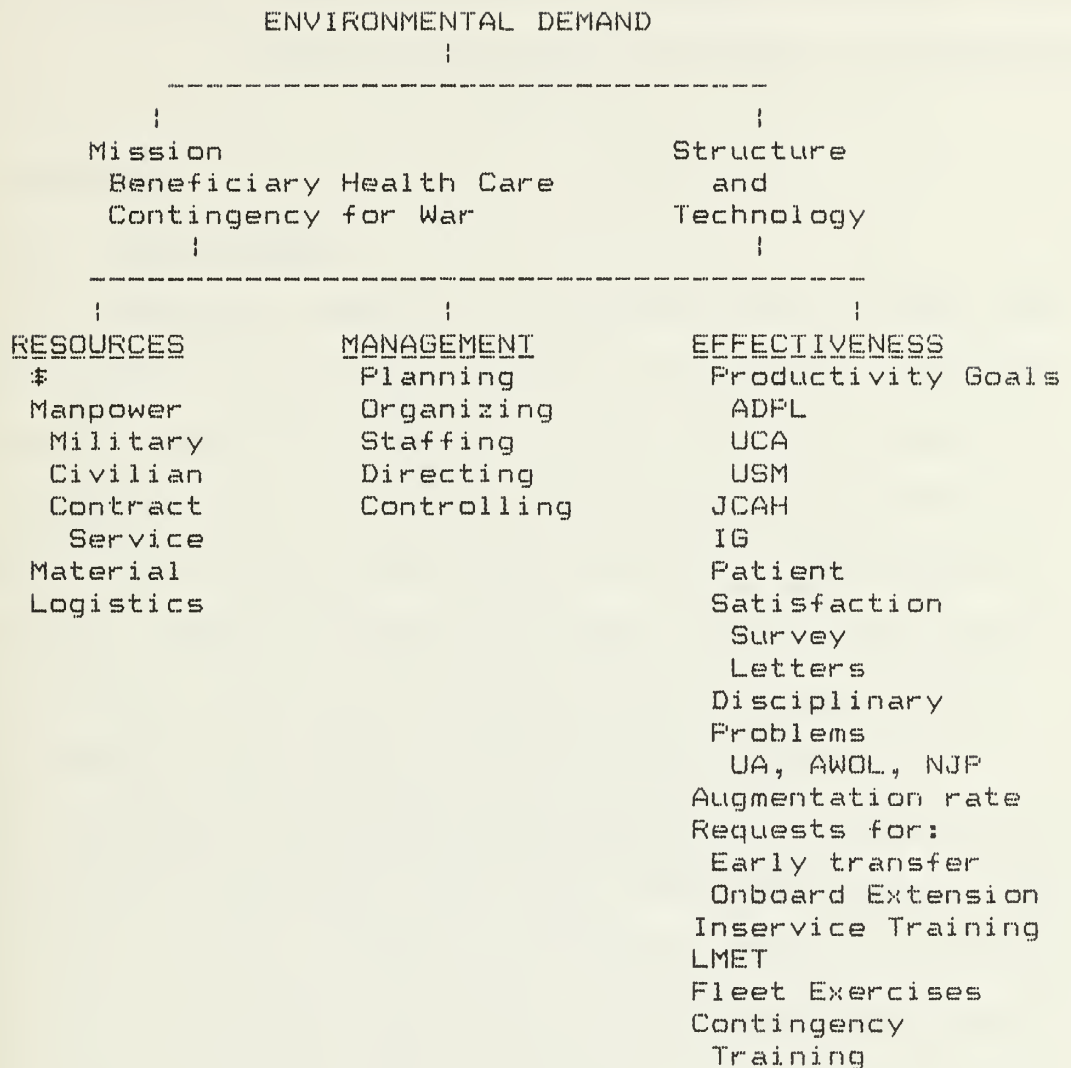 ENVIRONMENTAL DEMAND
Mission Structure
Beneficiary Health Care and
Contingency for War Technology
RESOURCES MANAGEMENT EFFECTIVENESS
$ Planning Productivity Goals
Manpower Organizing ADPL
Military Staffing UCA
Civilian Directing USM
Contract Controlling JCAH
Service IG
Material Patient
Logistics Satisfaction
Survey
Letters
Disciplinary
Problems
UA, AWOL, NJP
Augmentation rate
Requests for:
Early transfer
Onboard Extension
Inservice Training
LMET
Fleet Exercises
Contingency
Training